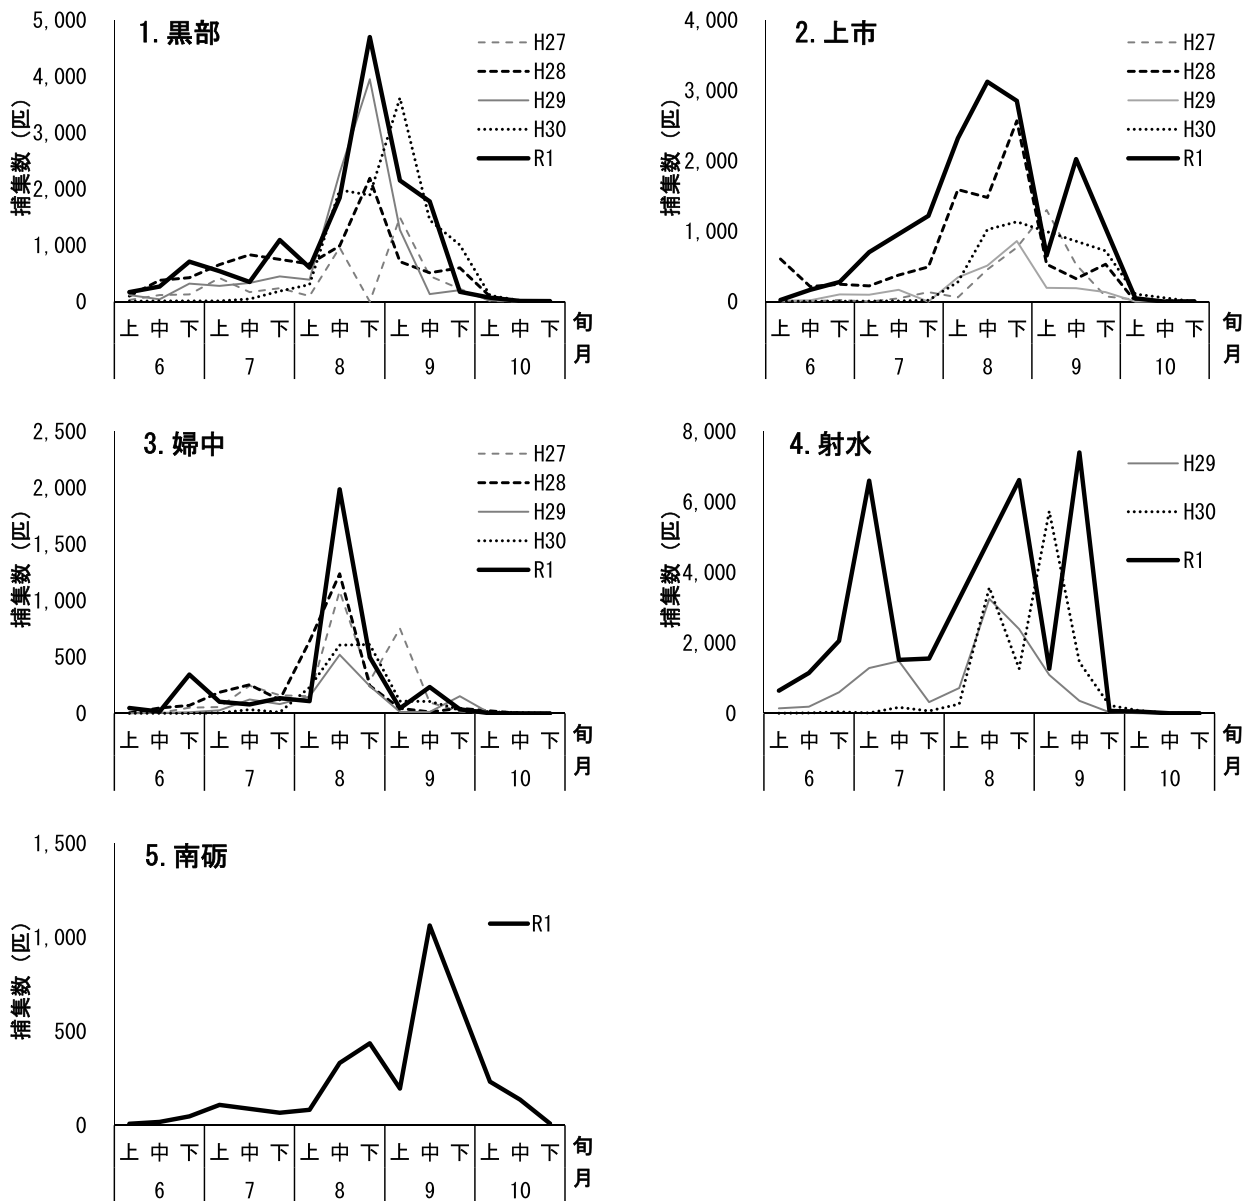 1.黒部
捕集数（匹）
5,000
4,000
3,000
2,000
1,000
0
H27
H28
H29
H30
R1
上 中 下 上 中 下 上 中 下 上 中 下 上 中 下 旬
6 7 8 9 10 月
2.上市
捕集数（匹）
4,000
3,000
2,000
1,000
0
H27
H28
H29
H30
R1
上 中 下 上 中 下 上 中 下 上 中 下 上 中 下 旬
6 7 8 9 10 月
3.婦中
捕集数（匹）
2,500
2,000
1,500
1,000
500
0
H27
H28
H29
H30
R1
上 中 下 上 中 下 上 中 下 上 中 下 上 中 下 旬
6 7 8 9 10 月
4.射水
捕集数（匹）
8,000
6,000
4,000
2,000
0
H29
H30
R1
上 中 下 上 中 下 上 中 下 上 中 下 上 中 下 旬
6 7 8 9 10 月
5.南砺
捕集数（匹）
1,500
1,000
500
0
R1
上 中 下 上 中 下 上 中 下 上 中 下 上 中 下 旬
6 7 8 9 10 月